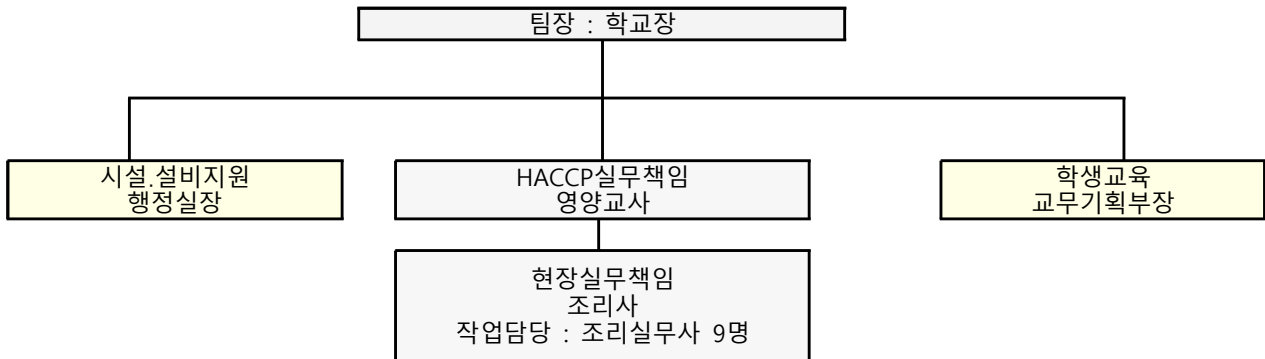 팀장 : 학교장
시설.설비지원
행정실장
HACCP실무책임
영양교사
학생교육
교무기획부장
현장실무책임
조리사
작업담당 : 조리실무사 9명